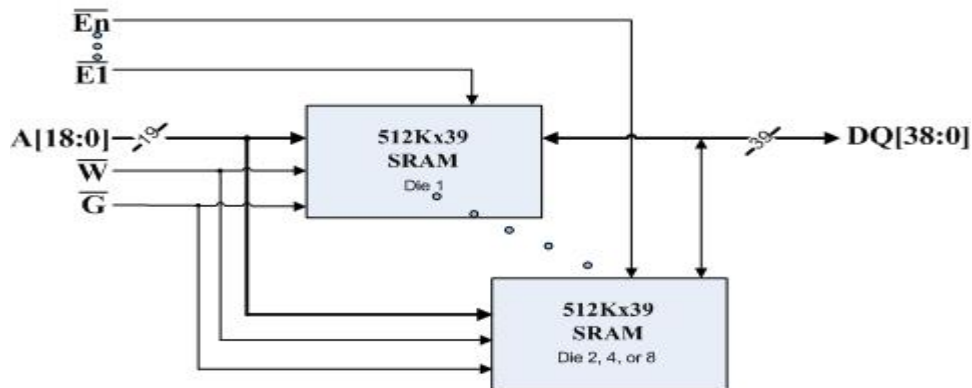 En
E1
A[18:0]
19
512Kx39
SRAM
Die 1
39
DQ[38:0]
W
G
512Kx39
SRAM
Die 2, 4, or 8